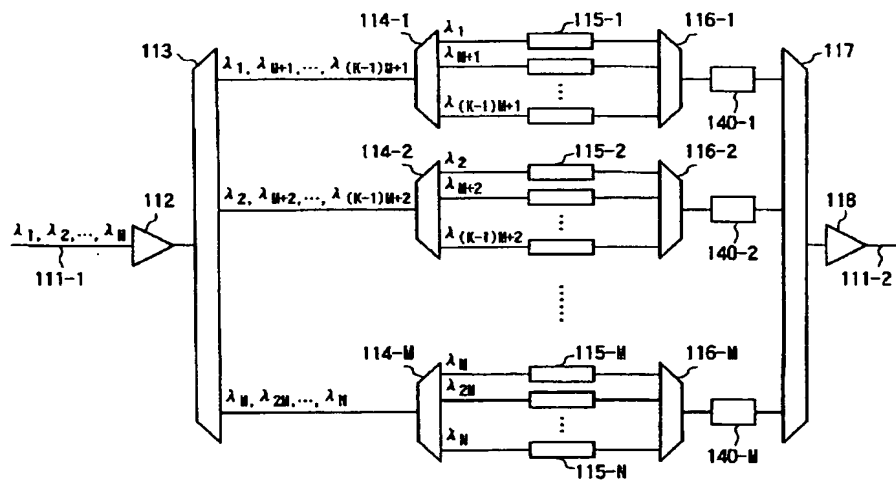 114-1
λ1
115-1
116-1
113
λM+1
117
λ1, λM+1, ..., λ(K-1)M+1
...
λ(K-1)M+1
140-1
114-2
λ2
115-2
116-2
λM+2
112
λ2, λM+2, ..., λ(K-1)M+2
...
118
λ1, λ2, ..., λN
λ(K-1)M+2
140-2
111-1
111-2
......
114-M
λM
115-M
116-M
λ2M
λM, λ2M, ..., λN
...
λN
140-M
115-N